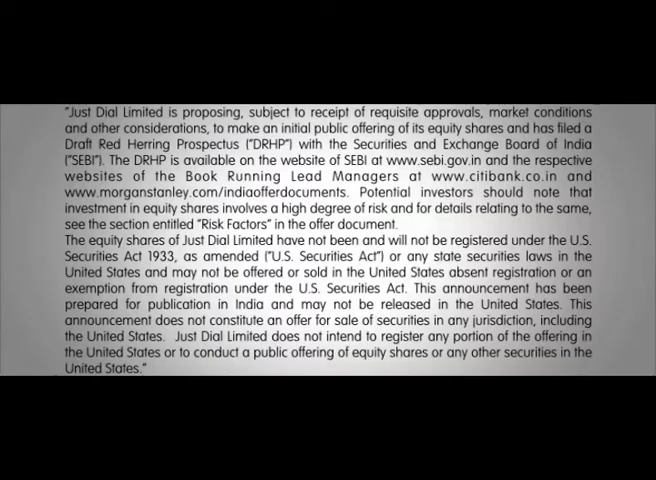 "Just Dial Limited is proposing, subject to receipt of requisite approvals, market conditions
and other considerations, to make an initial public offering of its equity shares and has filed a
Draft Red Herring Prospectus ("DRHP") with the Securities and Exchange Board of India
("SEBI"). The DRHP is available on the website of SEBI at www.sebi.gov.in and the respective
websites of the Book Running Lead Managers at www.citibank.co.in and
www.morganstanley.com/indiaofferdocuments. Potential investors should note that
investment in equity shares involves a high degree of risk and for details relating to the same,
see the section entitled "Risk Factors" in the offer document.
The equity shares of Just Dial Limited have not been and will not be registered under the U.S.
Securities Act 1933, as amended ("U.S. Securities Act") or any state securities laws in the
United States and may not be offered or sold in the United States absent registration or an
exemption from registration under the U.S. Securities Act. This announcement has been
prepared for publication in India and may not be released in the United States. This
announcement does not constitute an offer for sale of securities in any jurisdiction, including
the United States. Just Dial Limited does not intend to register any portion of the offering in
the United States or to conduct a public offering of equity shares or any other securities in the
United States."